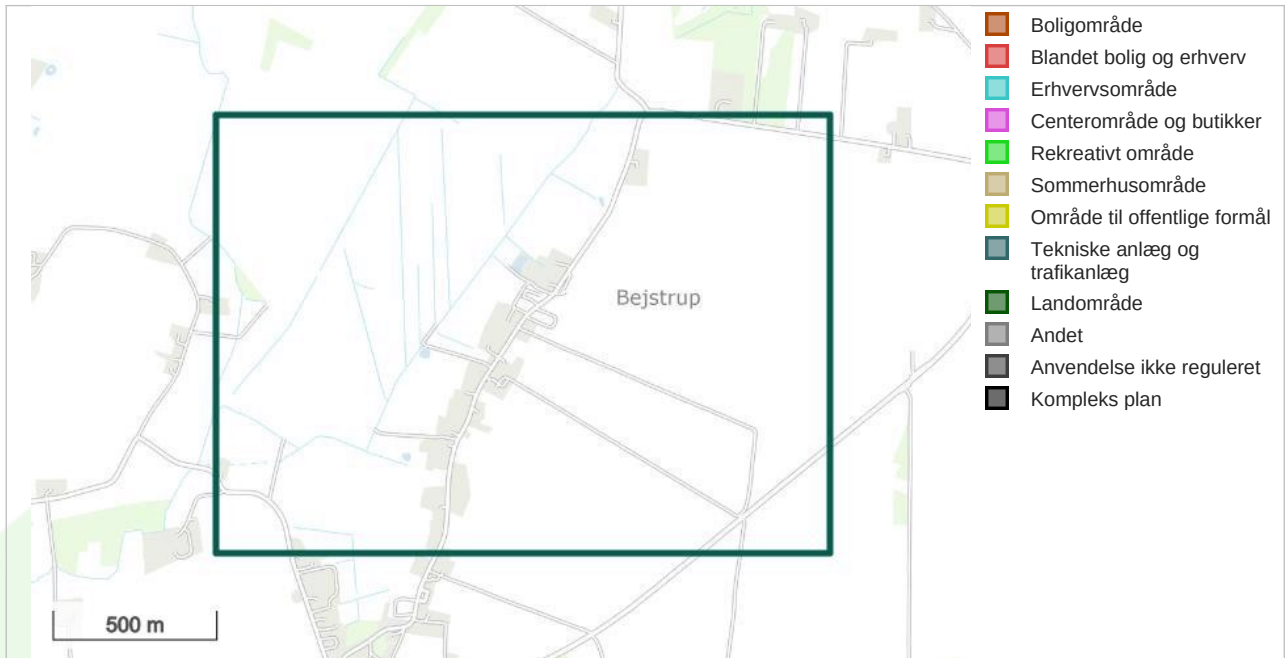 Bejstrup
500 m
Boligområde
Blandet bolig og erhverv
Erhvervsområde
Centerområde og butikker
Rekreativt område
Sommerhusområde
Område til offentlige formål
Tekniske anlæg og
trafikanlæg
Landområde
Andet
Anvendelse ikke reguleret
Kompleks plan